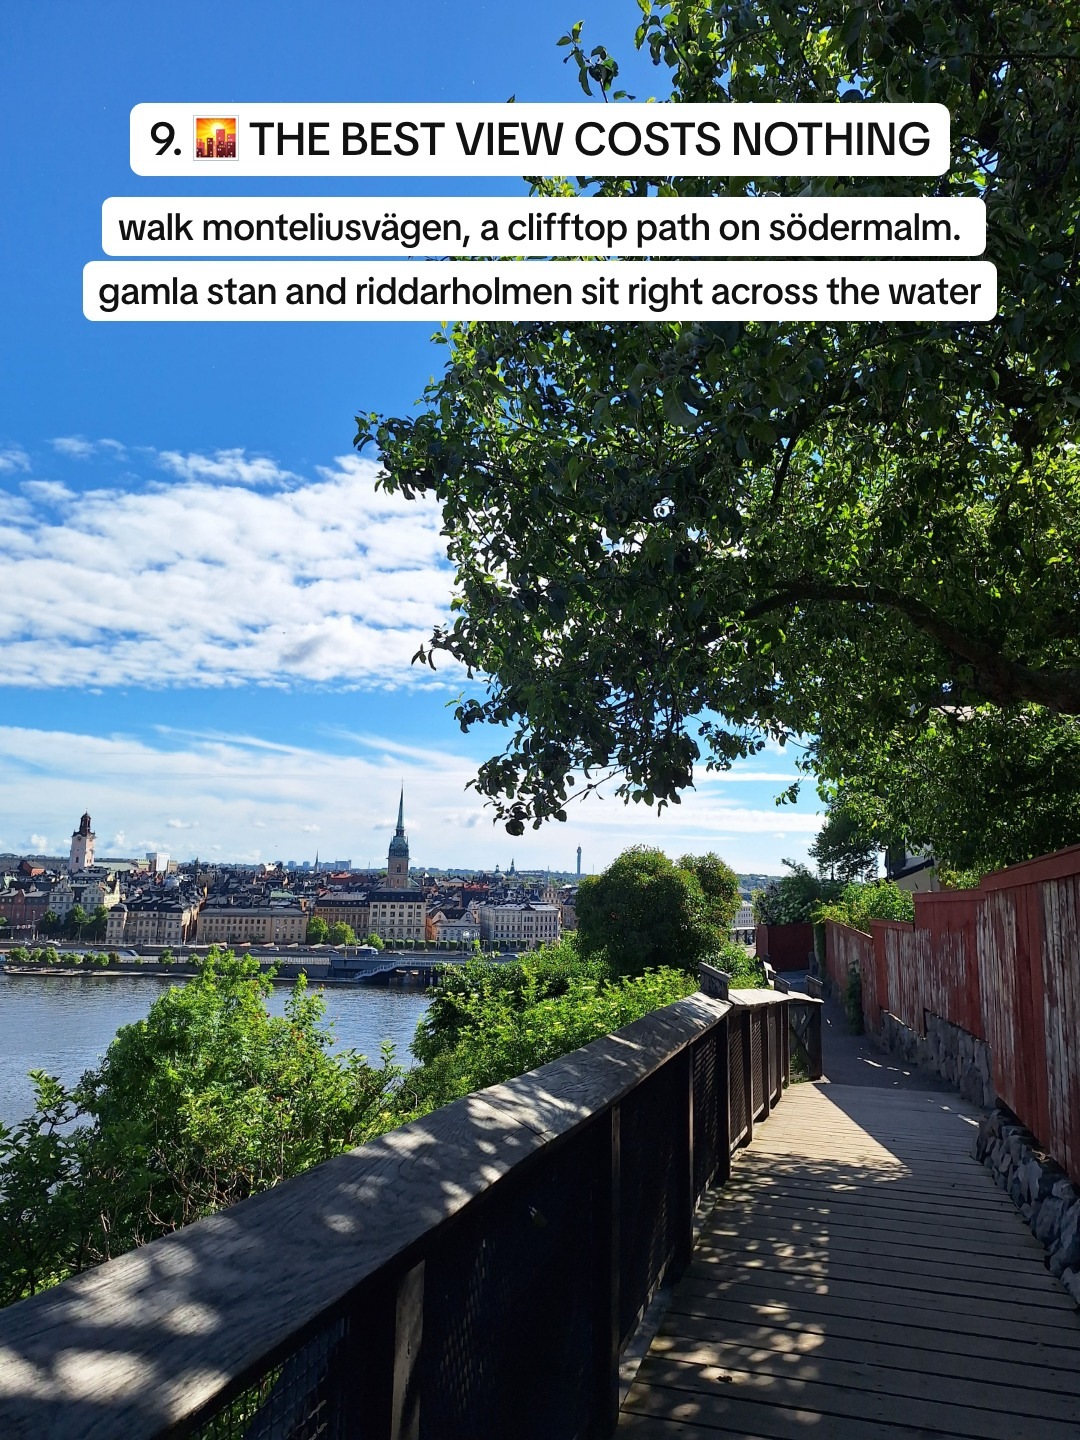 9. 🌇 THE BEST VIEW COSTS NOTHING
walk monteliusvägen, a clifftop path on södermalm.
gamla stan and riddarholmen sit right across the water